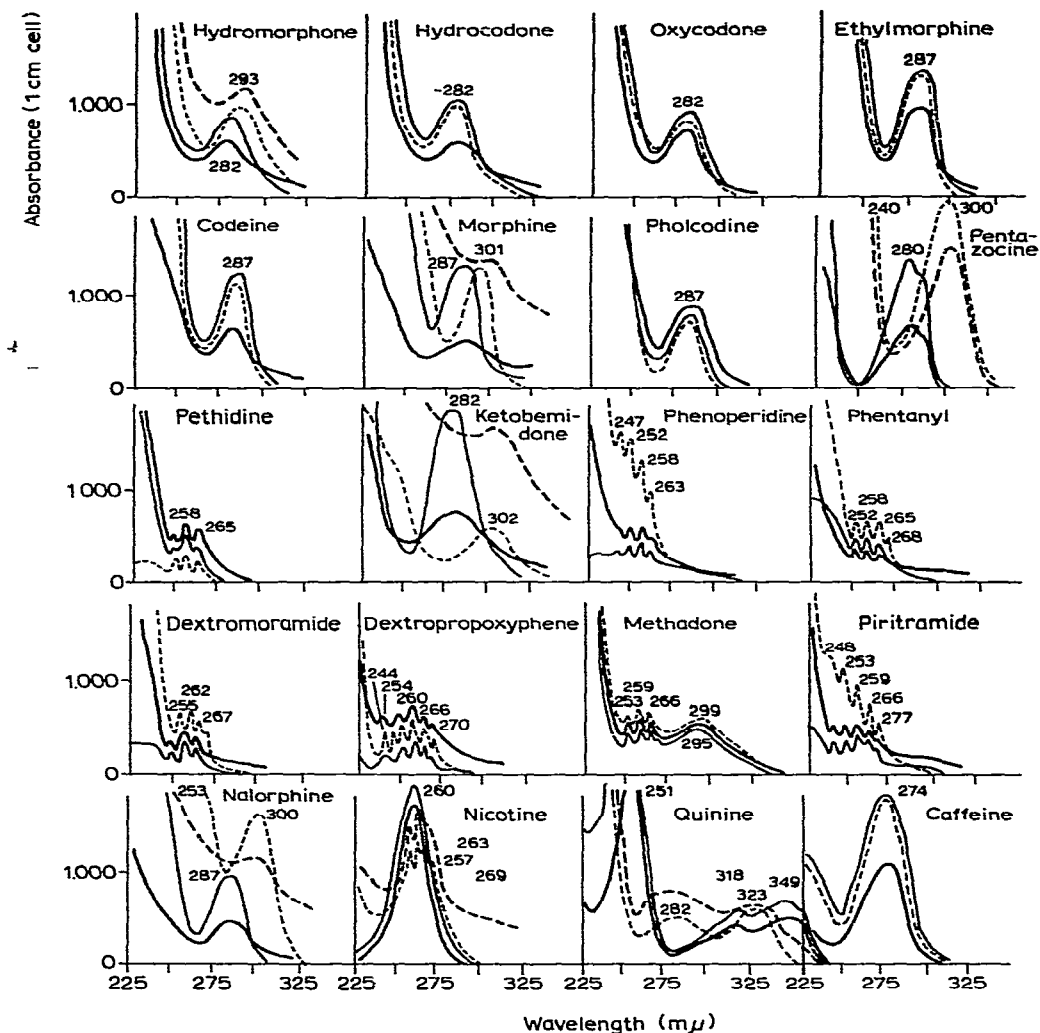 Absorbance (1 cm cell)
Hydromorphone
293
282
1.000
0
Hydrocodone
~282
Oxycodone
282
Ethylmorphine
287
Codeine
287
1.000
0
Morphine
287
301
Pholcodine
287
Penta-
zocine
240
280
300
Pethidine
258
265
1 000
0
Ketobemi-
done
282
302
Phenoperidine
247
252
258
263
Phentanyl
258
252
265
268
Dextromoramide
262
255
267
1.000
0
Dextropropoxyphene
244
254
260
266
270
Methadone
259
253
266
299
295
Piritramide
248
253
259
266
277
Nalorphine
253
300
287
1.000
0
Nicotine
260
263
257
269
Quinine
251
282
318
323
349
Caffeine
274
225 275 325 225 275 325 225 275 325 225 275 325
Wavelength (mμ)